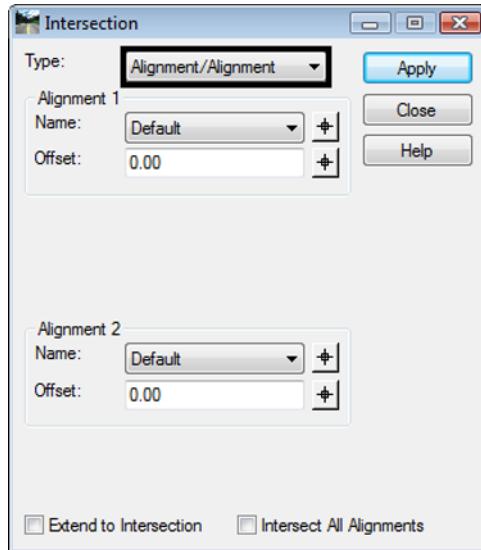 Intersection
Type: Alignment/Alignment
Apply
Close
Help
Alignment 1
Name: Default
Offset: 0.00
Alignment 2
Name: Default
Offset: 0.00
Extend to Intersection Intersect All Alignments